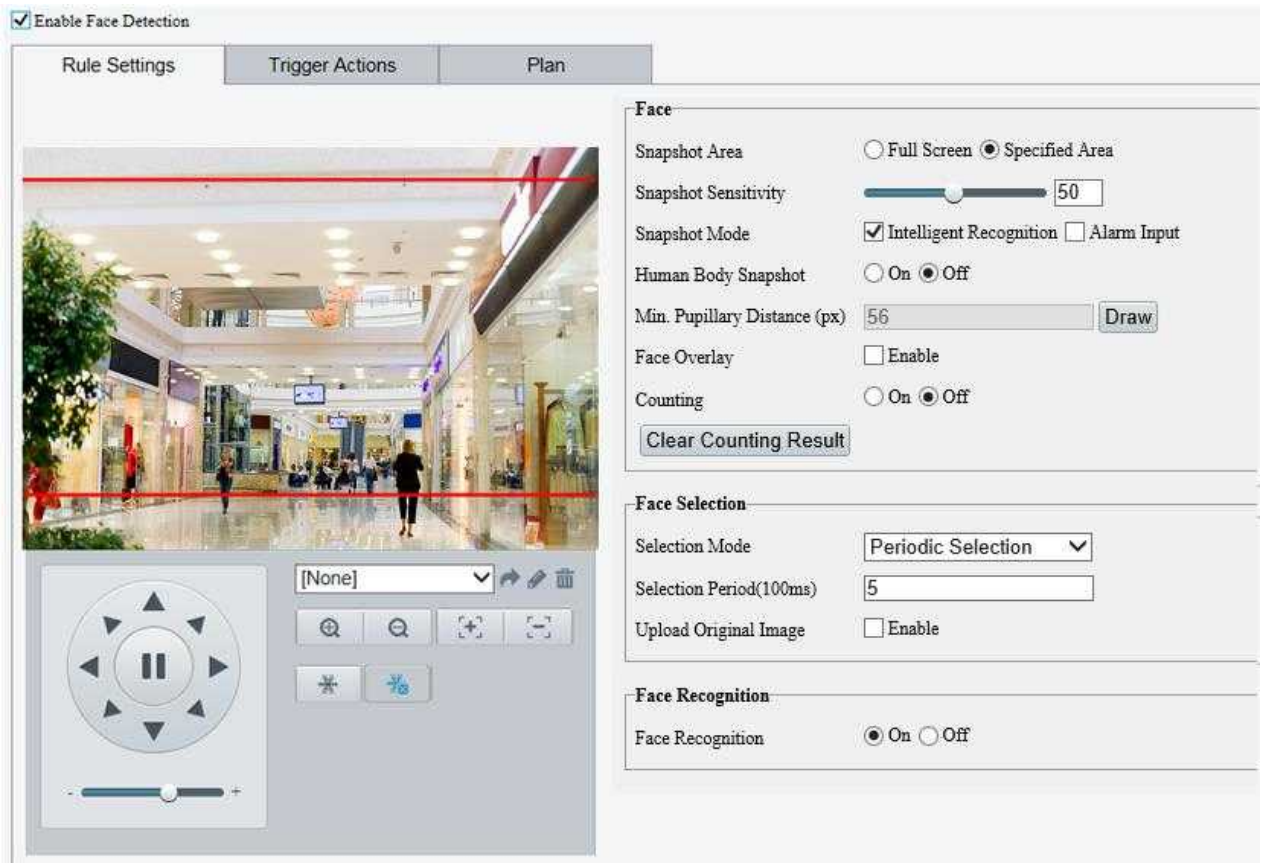 Enable Face Detection
Rule Settings
Trigger Actions
Plan
Face
Snapshot Area
Full Screen
Specified Area
Snapshot Sensitivity
50
Snapshot Mode
Intelligent Recognition
Alarm Input
Human Body Snapshot
On
Off
Min. Pupillary Distance (px)
56
Draw
Face Overlay
Enable
Counting
On
Off
Clear Counting Result
Face Selection
Selection Mode
Periodic Selection
Selection Period(100ms)
5
Upload Original Image
Enable
Face Recognition
Face Recognition
On
Off
[None]
- +